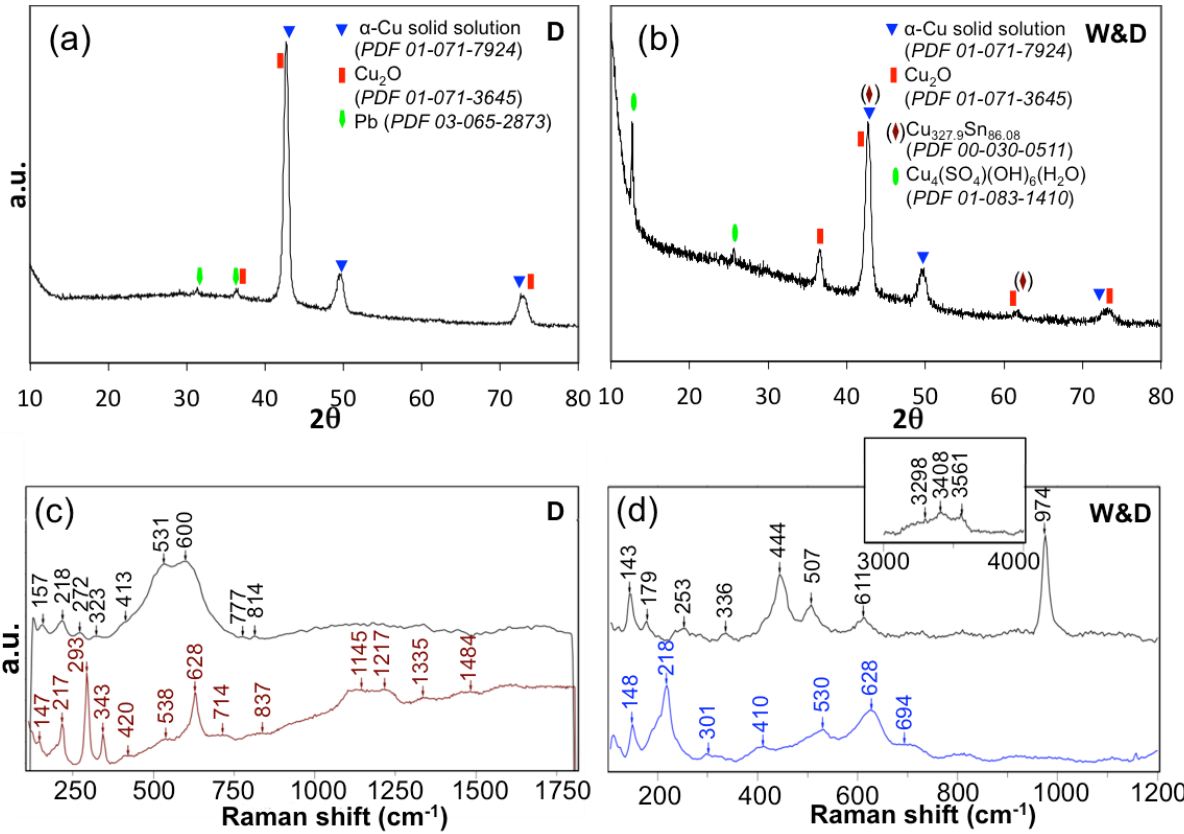 (a)
D
α-Cu solid solution
(PDF 01-071-7924)
Cu₂O
(PDF 01-071-3645)
Pb (PDF 03-065-2873)
a.u.
10 20 30 40 50 60 70 80
2θ
(b)
W&D
α-Cu solid solution
(PDF 01-071-7924)
Cu₂O
(PDF 01-071-3645)
( )
( )Cu₃₂₇.₉Sn₈₆.₀₈
(PDF 00-030-0511)
Cu₄(SO₄)(OH)₆(H₂O)
(PDF 01-083-1410)
( )
10 20 30 40 50 60 70 80
2θ
(c)
D
157 218 272 323 413 531 600 777 814
147 217 293 343 420 538 628 714 837 1145 1217 1335 1484
a.u.
250 500 750 1000 1250 1500 1750
Raman shift (cm⁻¹)
(d)
W&D
3298 3408 3561
3000 4000
143 179 253 336 444 507 611 974
148 218 301 410 530 628 694
200 400 600 800 1000 1200
Raman shift (cm⁻¹)